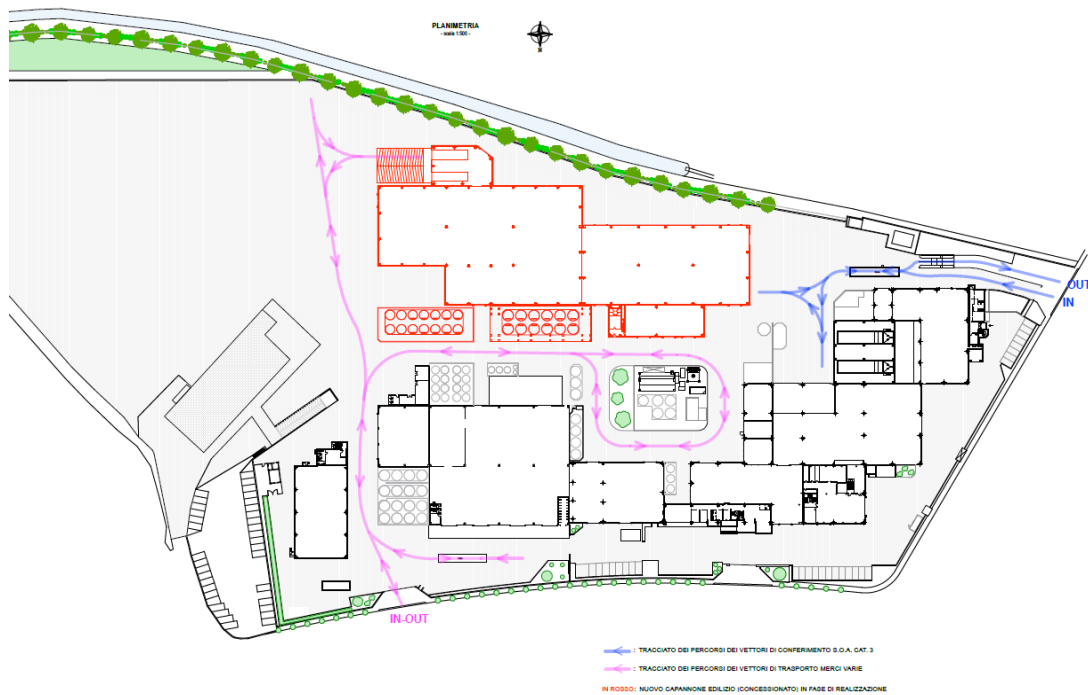 PLANIMETRIA
- scala 1:500 -
N
OUT
IN
IN-OUT
: TRACCIATO DEI PERCORSI DEI VETTORI DI CONFERIMENTO S.O.A. CAT. 3
: TRACCIATO DEI PERCORSI DEI VETTORI DI TRASPORTO MERCI VARIE
IN ROSSO: NUOVO CAPANNONE EDILIZIO (CONCESSIONATO) IN FASE DI REALIZZAZIONE